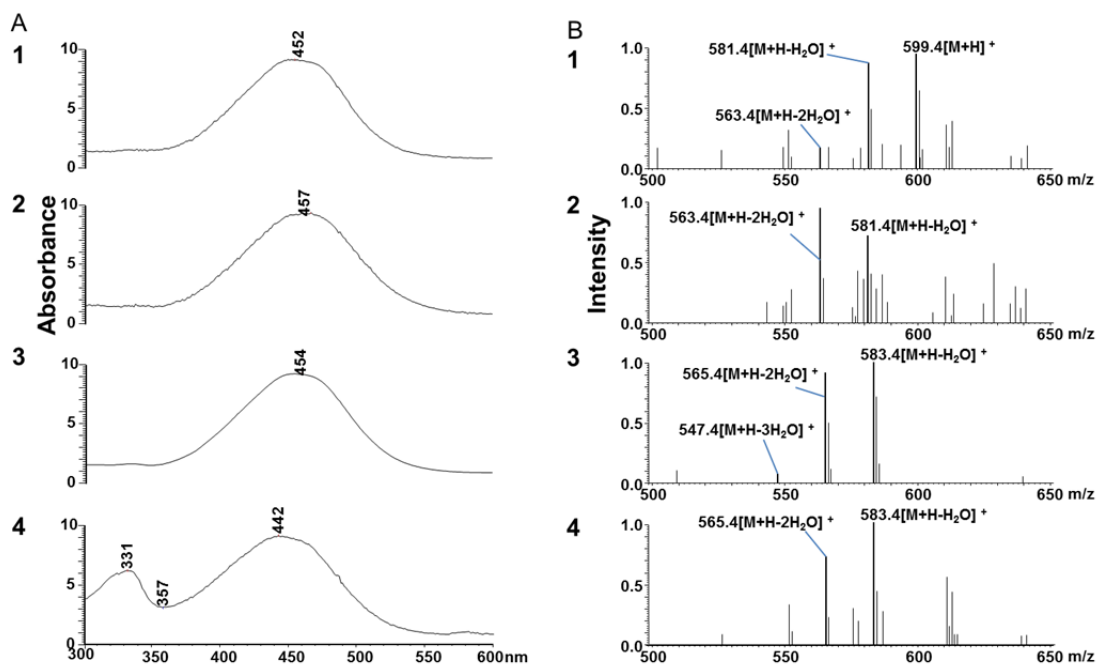 A
B
1
10
5
0
452
1.0
0.5
0.0
581.4[M+H-H₂O] +
599.4[M+H] +
563.4[M+H-2H₂O] +
500 550 600 650 m/z
2
10
5
0
457
1.0
0.5
0.0
563.4[M+H-2H₂O] +
581.4[M+H-H₂O] +
500 550 600 650 m/z
Absorbance
Intensity
3
10
5
0
454
1.0
0.5
0.0
583.4[M+H-H₂O] +
565.4[M+H-2H₂O] +
547.4[M+H-3H₂O] +
500 550 600 650 m/z
4
10
5
0
331
357
442
300 350 400 450 500 550 600nm
1.0
0.5
0.0
565.4[M+H-2H₂O] +
583.4[M+H-H₂O] +
500 550 600 650 m/z
1
2
3
4